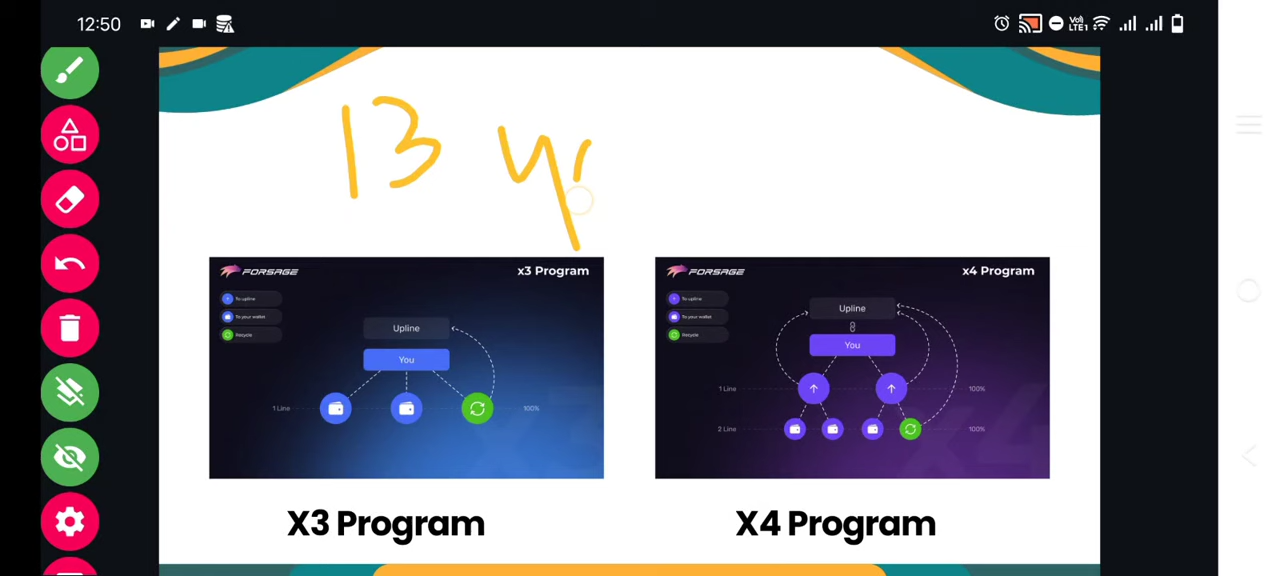 12:50
Vo) LTE1
13 y
FORSAGE x3 Program
To upline
To your wallet
Recycle
Upline
You
1 Line 100%
X3 Program
FORSAGE x4 Program
To upline
To your wallet
Recycle
Upline
You
1 Line 100%
2 Line 100%
X4 Program